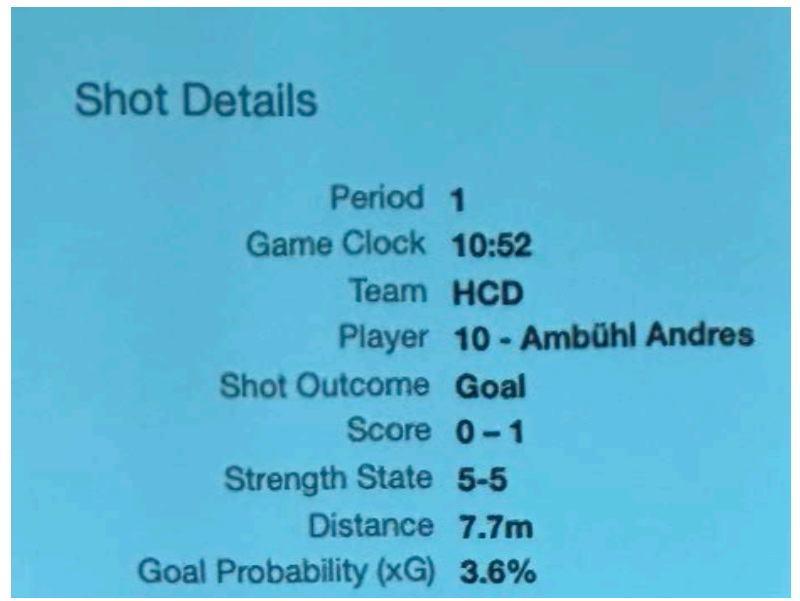 Shot Details
Period 1
Game Clock 10:52
Team HCD
Player 10 - Ambühl Andres
Shot Outcome Goal
Score 0 – 1
Strength State 5-5
Distance 7.7m
Goal Probability (xG) 3.6%